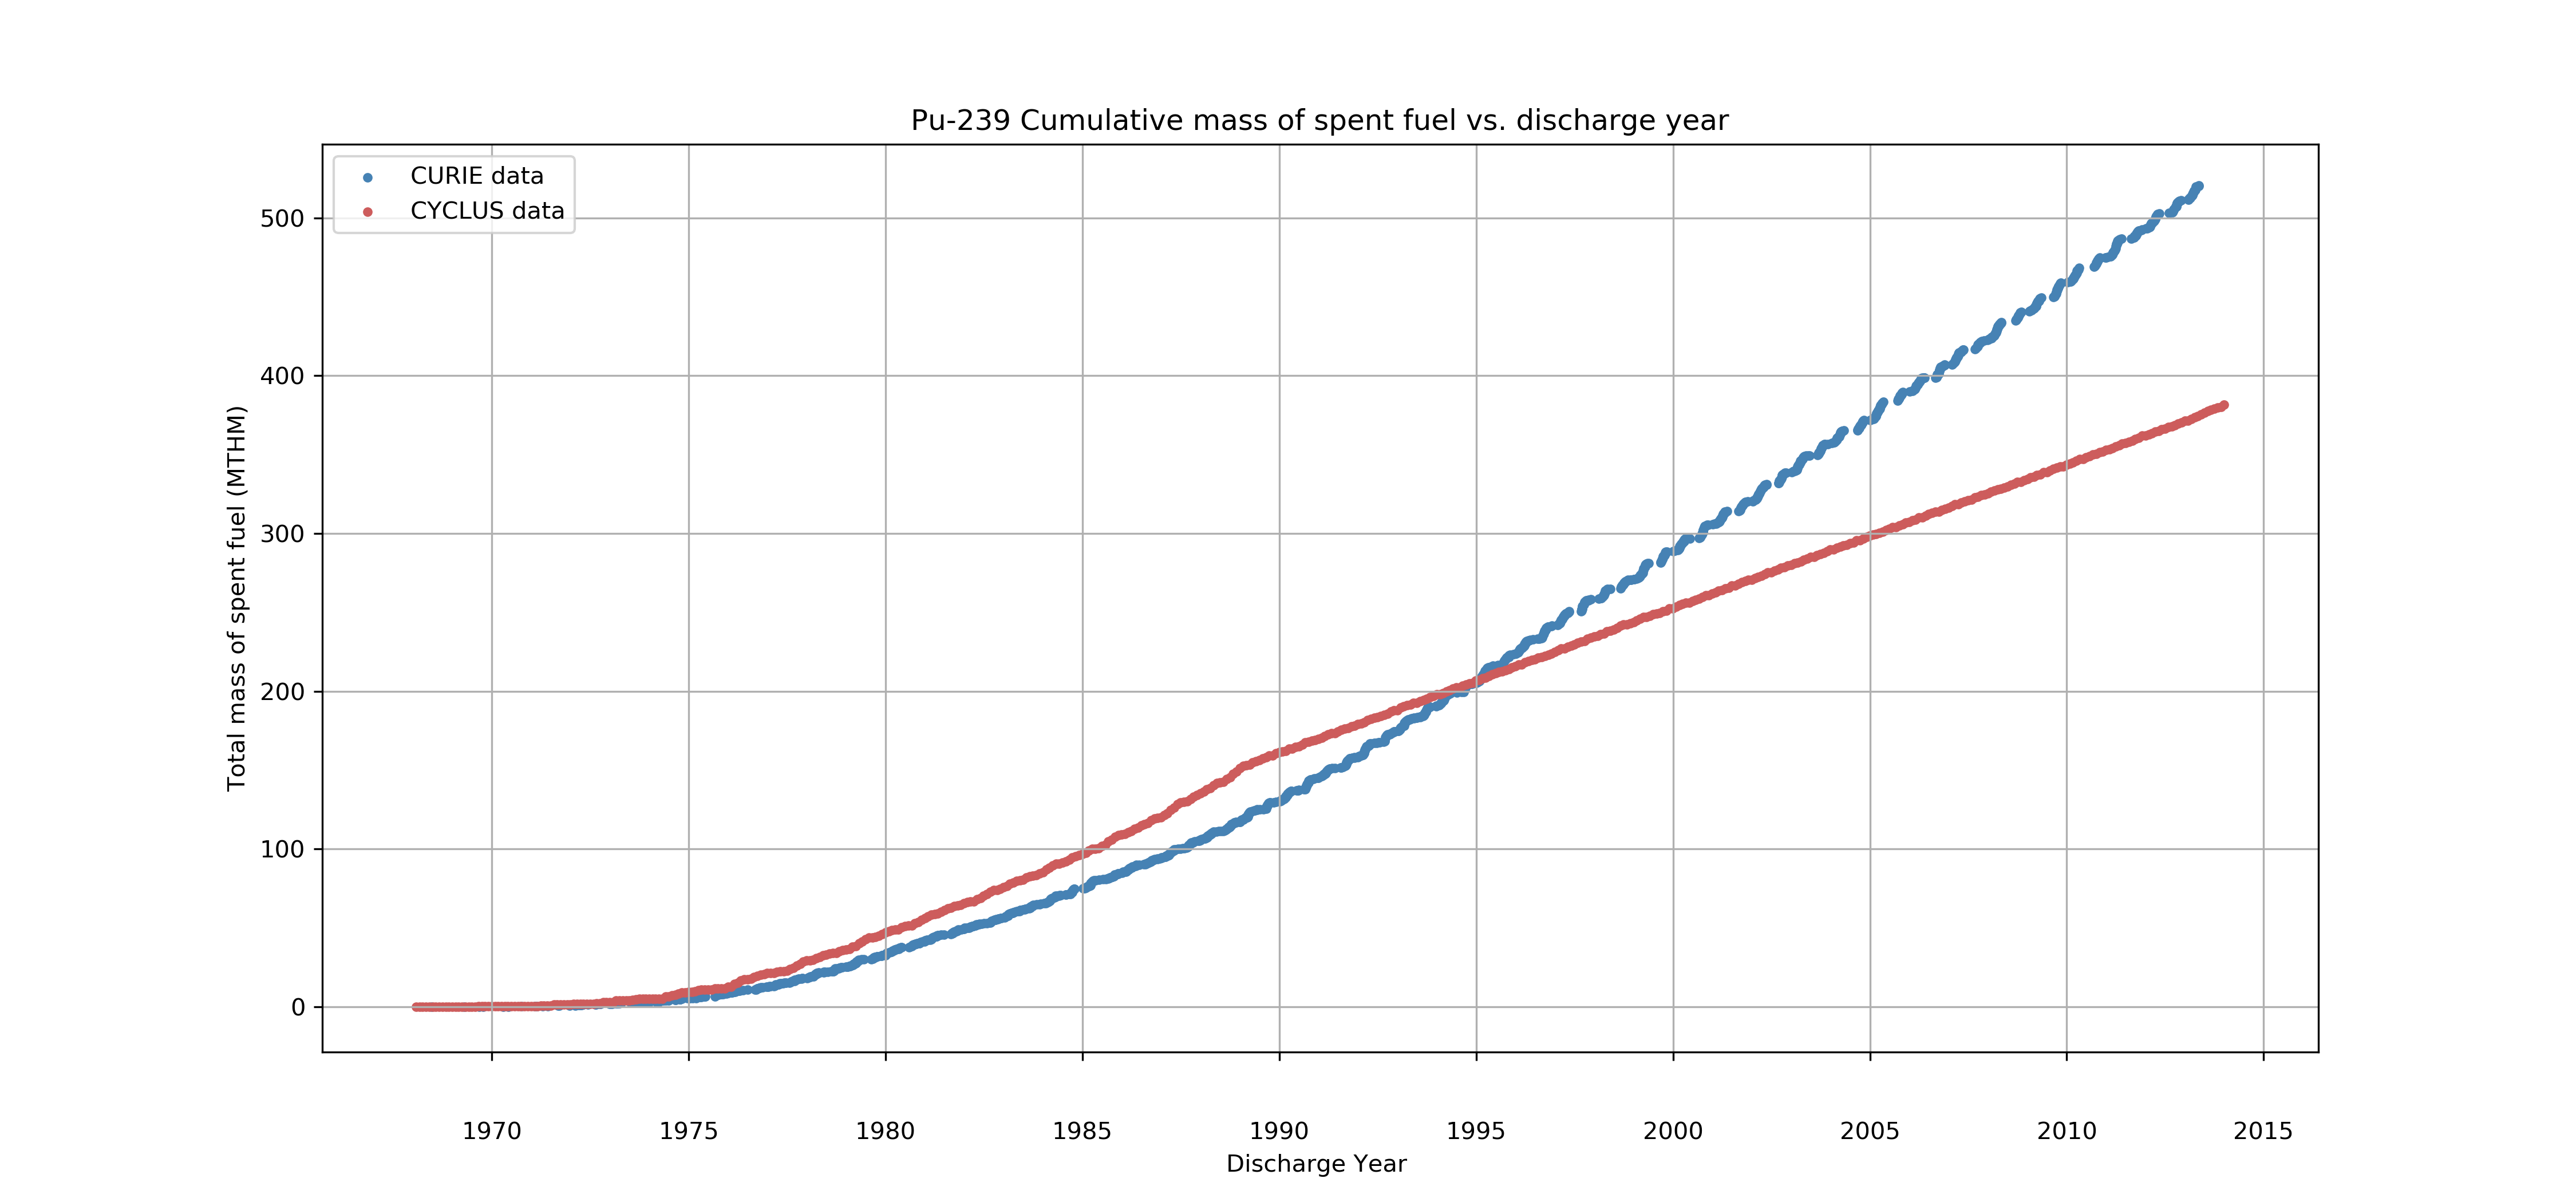 Pu-239 Cumulative mass of spent fuel vs. discharge year
CURIE data
CYCLUS data
Total mass of spent fuel (MTHM)
500
400
300
200
100
0
1970 1975 1980 1985 1990 1995 2000 2005 2010 2015
Discharge Year